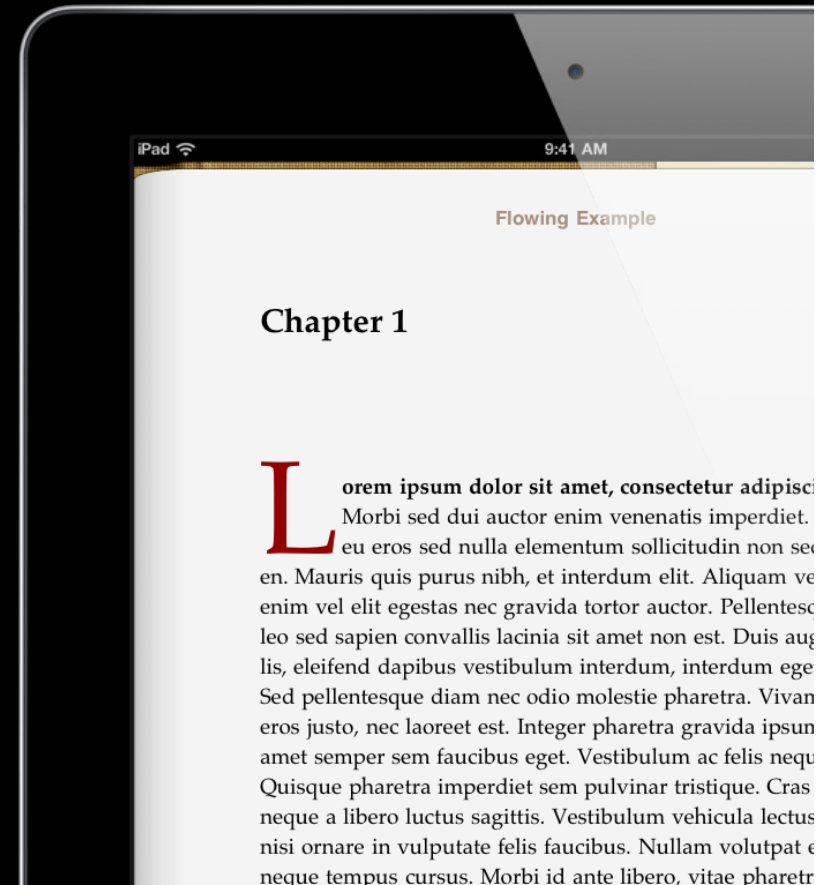 iPad
9:41 AM
Flowing Example
Chapter 1
Lorem ipsum dolor sit amet, consectetur
Morbi sed dui auctor enim venenatis imperdiet.
eu eros sed nulla elementum sollicitudin non
en. Mauris quis purus nibh, et interdum elit. Aliquam
enim vel elit egestas nec gravida tortor auctor.
leo sed sapien convallis lacinia sit amet non est. Duis
lis, eleifend dapibus vestibulum interdum, interdum
Sed pellentesque diam nec odio molestie pharetra.
eros justo, nec laoreet est. Integer pharetra gravida
amet semper sem faucibus eget. Vestibulum ac felis
Quisque pharetra imperdiet sem pulvinar tristique. Cras
neque a libero luctus sagittis. Vestibulum vehicula
nisi ornare in vulputate felis faucibus. Nullam volutpat
neque tempus cursus. Morbi id ante libero, vitae